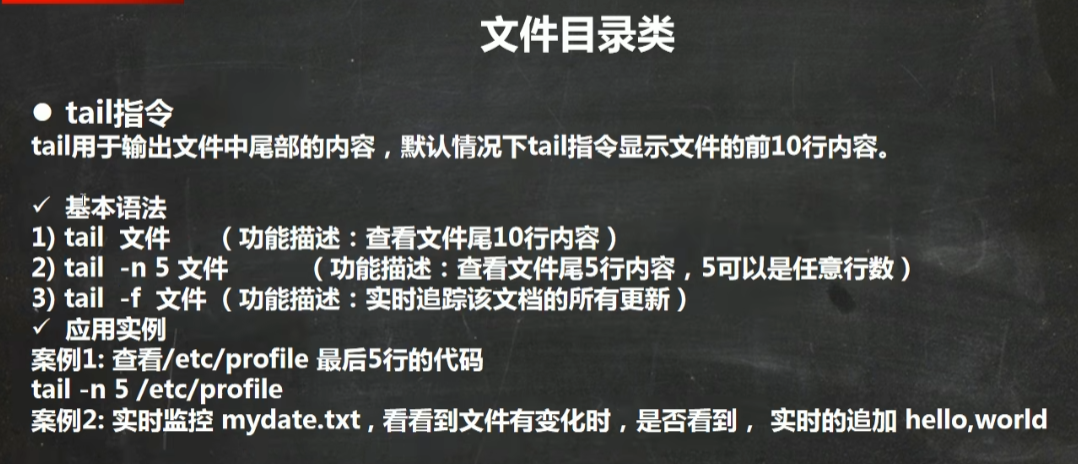 文件目录类
● tail指令
tail用于输出文件中尾部的内容，默认情况下tail指令显示文件的前10行内容。
✓ 基本语法
1) tail 文件 （功能描述：查看文件尾10行内容）
2) tail -n 5 文件 （功能描述：查看文件尾5行内容，5可以是任意行数）
3) tail -f 文件（功能描述：实时追踪该文档的所有更新）
✓ 应用实例
案例1: 查看/etc/profile 最后5行的代码
tail -n 5 /etc/profile
案例2: 实时监控 mydate.txt , 看看到文件有变化时，是否看到， 实时的追加 hello,world